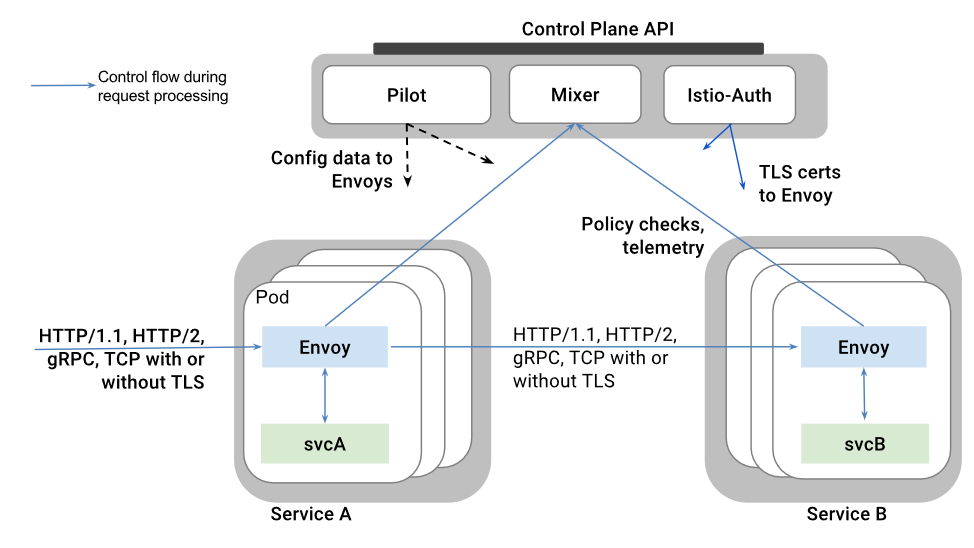 Control Plane API
Control flow during
request processing
Pilot
Mixer
Istio-Auth
Config data to
Envoys
TLS certs
to Envoy
Policy checks,
telemetry
Pod
HTTP/1.1, HTTP/2,
gRPC, TCP with or
without TLS
Envoy
HTTP/1.1, HTTP/2,
gRPC, TCP with or
without TLS
Envoy
svcA
svcB
Service A
Service B